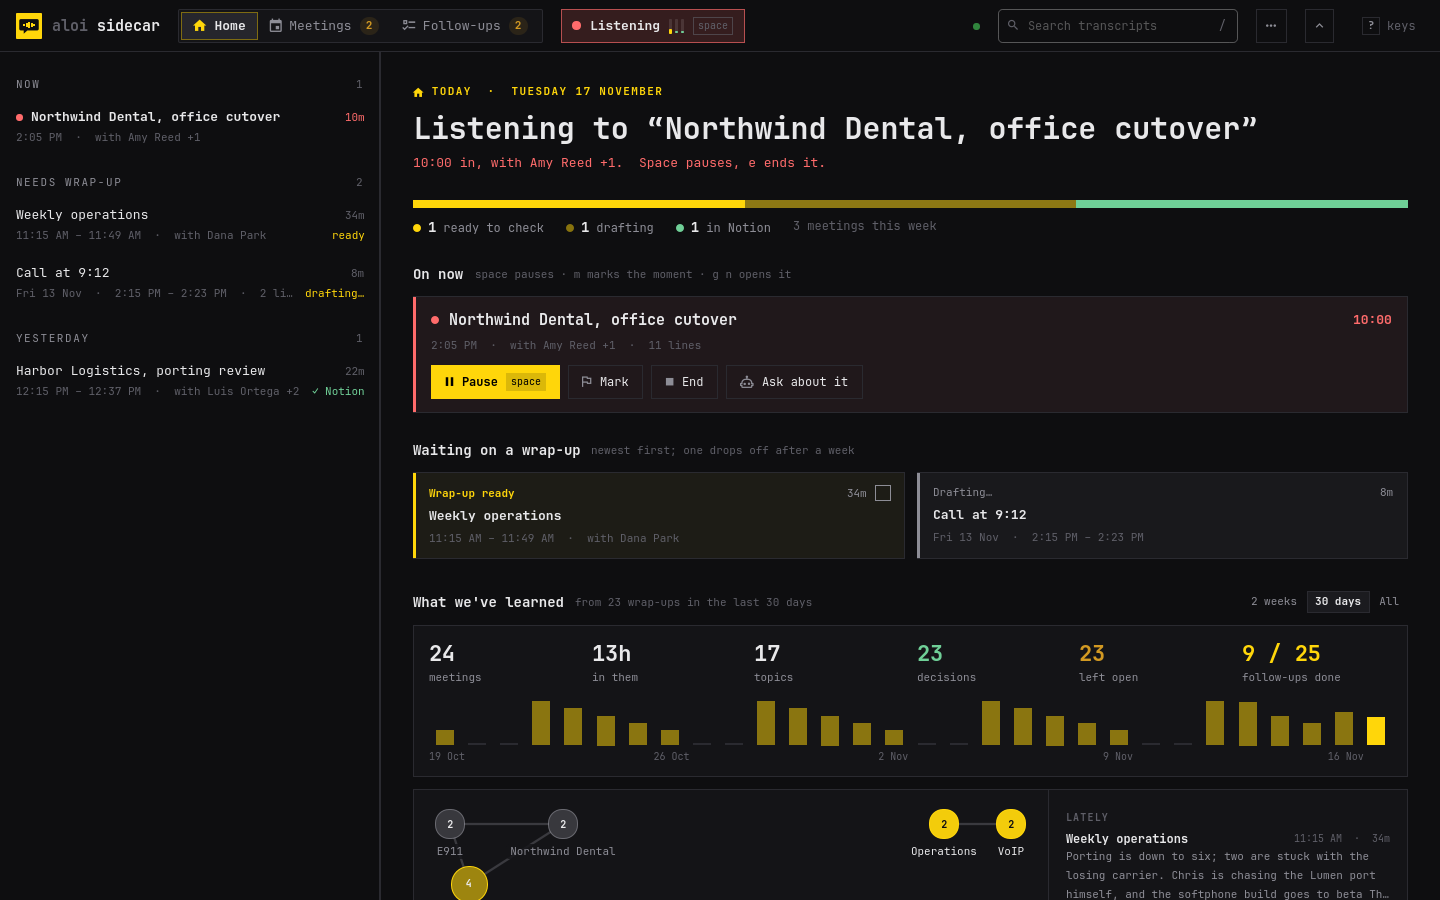 aloi sidecar
Home
Meetings 2
Follow-ups 2
Listening space
Search transcripts /
? keys
NOW 1
Northwind Dental, office cutover 10m
2:05 PM · with Amy Reed +1
NEEDS WRAP-UP 2
Weekly operations 34m
11:15 AM – 11:49 AM · with Dana Park ready
Call at 9:12 8m
Fri 13 Nov · 2:15 PM – 2:23 PM · 2 li… drafting…
YESTERDAY 1
Harbor Logistics, porting review 22m
12:15 PM – 12:37 PM · with Luis Ortega +2 ✓ Notion
TODAY · TUESDAY 17 NOVEMBER
Listening to “Northwind Dental, office cutover”
10:00 in, with Amy Reed +1. Space pauses, e ends it.
1 ready to check 1 drafting 1 in Notion 3 meetings this week
On now space pauses · m marks the moment · g n opens it
Northwind Dental, office cutover 10:00
2:05 PM · with Amy Reed +1 · 11 lines
Pause space Mark End Ask about it
Waiting on a wrap-up newest first; one drops off after a week
Wrap-up ready 34m
Weekly operations
11:15 AM – 11:49 AM · with Dana Park
Drafting… 8m
Call at 9:12
Fri 13 Nov · 2:15 PM – 2:23 PM
What we've learned from 23 wrap-ups in the last 30 days 2 weeks 30 days All
24 13h 17 23 23 9 / 25
meetings in them topics decisions left open follow-ups done
19 Oct 26 Oct 2 Nov 9 Nov 16 Nov
2 2 2 2
E911 Northwind Dental Operations VoIP
4
LATELY
Weekly operations 11:15 AM · 34m
Porting is down to six; two are stuck with the
losing carrier. Chris is chasing the Lumen port
himself, and the softphone build goes to beta Th…